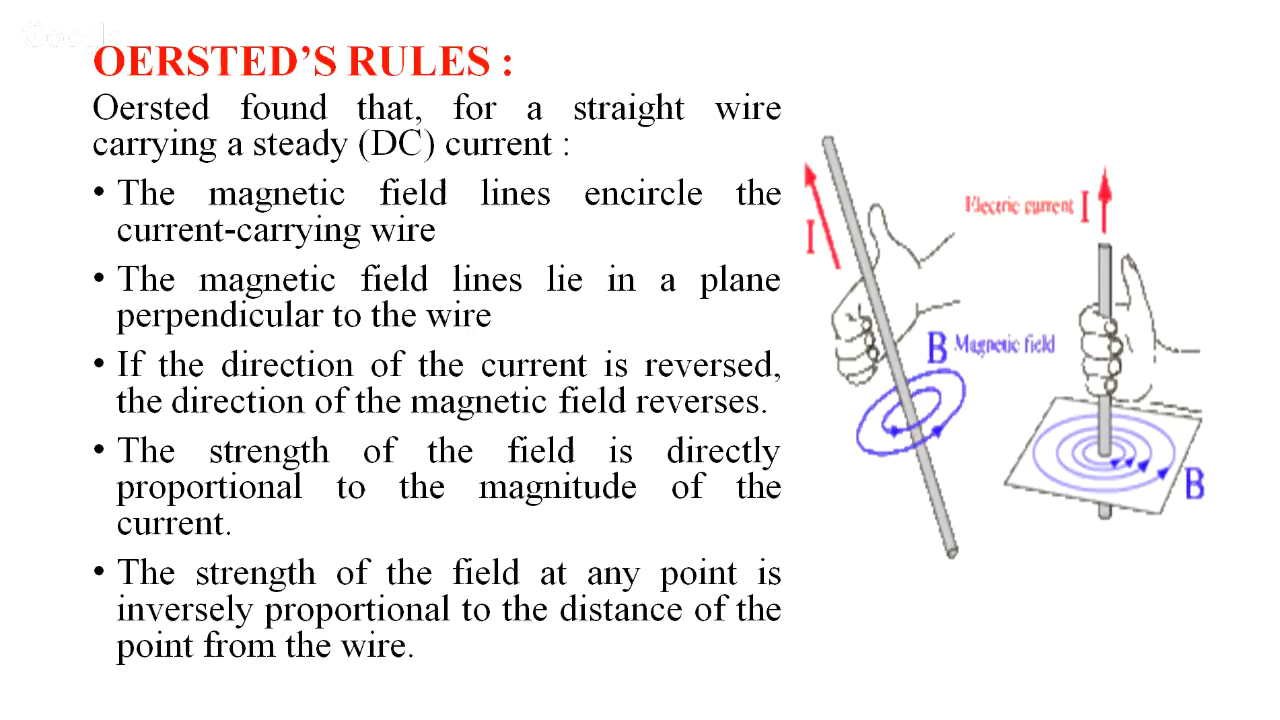 Google
OERSTED'S RULES :
Oersted found that, for a straight wire
carrying a steady (DC) current :
• The magnetic field lines encircle the
current-carrying wire
• The magnetic field lines lie in a plane
perpendicular to the wire
• If the direction of the current is reversed,
the direction of the magnetic field reverses.
• The strength of the field is directly
proportional to the magnitude of the
current.
• The strength of the field at any point is
inversely proportional to the distance of the
point from the wire.
I
Electric current I
B Magnetic field
B